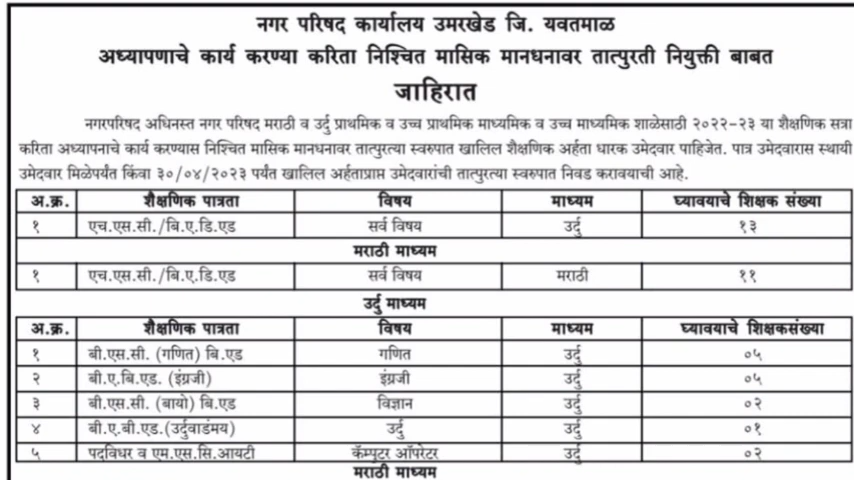 नगर परिषद कार्यालय उमरखेड जि. यवतमाळ
अध्यापणाचे कार्य करण्या करिता निश्चित मासिक मानधनावर तात्पुरती नियुक्ती बाबत
जाहिरात
नगरपरिषद अधिनस्त नगर परिषद मराठी व उर्दु प्राथमिक व उच्च प्राथमिक माध्यमिक व उच्च माध्यमिक शाळेसाठी २०२२-२३ या शैक्षणिक सत्रा
करिता अध्यापनाचे कार्य करण्यास निश्चित मासिक मानधनावर तात्पुरत्या स्वरुपात खालिल शैक्षणिक अर्हता धारक उमेदवार पाहिजेत. पात्र उमेदवारास स्थायी
उमेदवार मिळेपर्यंत किंवा ३०/०४/२०२३ पर्यंत खालिल अर्हताप्राप्त उमेदवारांची तात्पुरत्या स्वरुपात निवड करावयाची आहे.
अ.क्र. शैक्षणिक पात्रता विषय माध्यम घ्यावयाचे शिक्षक संख्या
१ एच.एस.सी./बि.ए.डि.एड सर्व विषय उर्दु १३
मराठी माध्यम
१ एच.एस.सी./बि.ए.डि.एड सर्व विषय मराठी ११
उर्दु माध्यम
अ.क्र. शैक्षणिक पात्रता विषय माध्यम घ्यावयाचे शिक्षकसंख्या
१ बी.एस.सी. (गणित) बि.एड गणित उर्दु ०५
२ बी.ए.बि.एड. (इंग्रजी) इंग्रजी उर्दु ०५
३ बी.एस.सी. (बायो) बि.एड विज्ञान उर्दु ०२
४ बी.ए.बी.एड.(उर्दुवाडंमय) उर्दु उर्दु ०१
५ पदविधर व एम.एस.सि.आयटी कॅम्पूटर ऑपरेटर उर्दु ०२
मराठी माध्यम